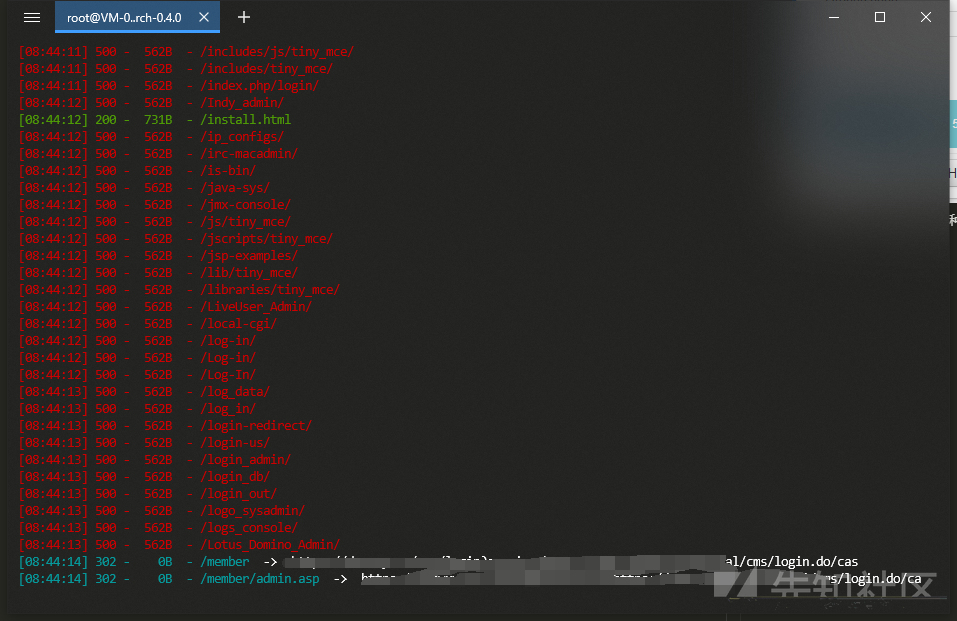 root@VM-0..rch-0.4.0
[08:44:11] 500 - 562B - /includes/js/tiny_mce/
[08:44:11] 500 - 562B - /includes/tiny_mce/
[08:44:11] 500 - 562B - /index.php/login/
[08:44:12] 500 - 562B - /Indy_admin/
[08:44:12] 200 - 731B - /install.html
[08:44:12] 500 - 562B - /ip_configs/
[08:44:12] 500 - 562B - /irc-macadmin/
[08:44:12] 500 - 562B - /is-bin/
[08:44:12] 500 - 562B - /java-sys/
[08:44:12] 500 - 562B - /jmx-console/
[08:44:12] 500 - 562B - /js/tiny_mce/
[08:44:12] 500 - 562B - /jscripts/tiny_mce/
[08:44:12] 500 - 562B - /jsp-examples/
[08:44:12] 500 - 562B - /lib/tiny_mce/
[08:44:12] 500 - 562B - /libraries/tiny_mce/
[08:44:12] 500 - 562B - /LiveUser_Admin/
[08:44:12] 500 - 562B - /local-cgi/
[08:44:12] 500 - 562B - /log-in/
[08:44:12] 500 - 562B - /Log-in/
[08:44:12] 500 - 562B - /Log-In/
[08:44:13] 500 - 562B - /log_data/
[08:44:13] 500 - 562B - /log_in/
[08:44:13] 500 - 562B - /login-redirect/
[08:44:13] 500 - 562B - /login-us/
[08:44:13] 500 - 562B - /login_admin/
[08:44:13] 500 - 562B - /login_db/
[08:44:13] 500 - 562B - /login_out/
[08:44:13] 500 - 562B - /logo_sysadmin/
[08:44:13] 500 - 562B - /logs_console/
[08:44:13] 500 - 562B - /Lotus_Domino_Admin/
[08:44:14] 302 - 0B - /member -> al/cms/login.do/cas
[08:44:14] 302 - 0B - /member/admin.asp -> ms/login.do/ca
先知社区